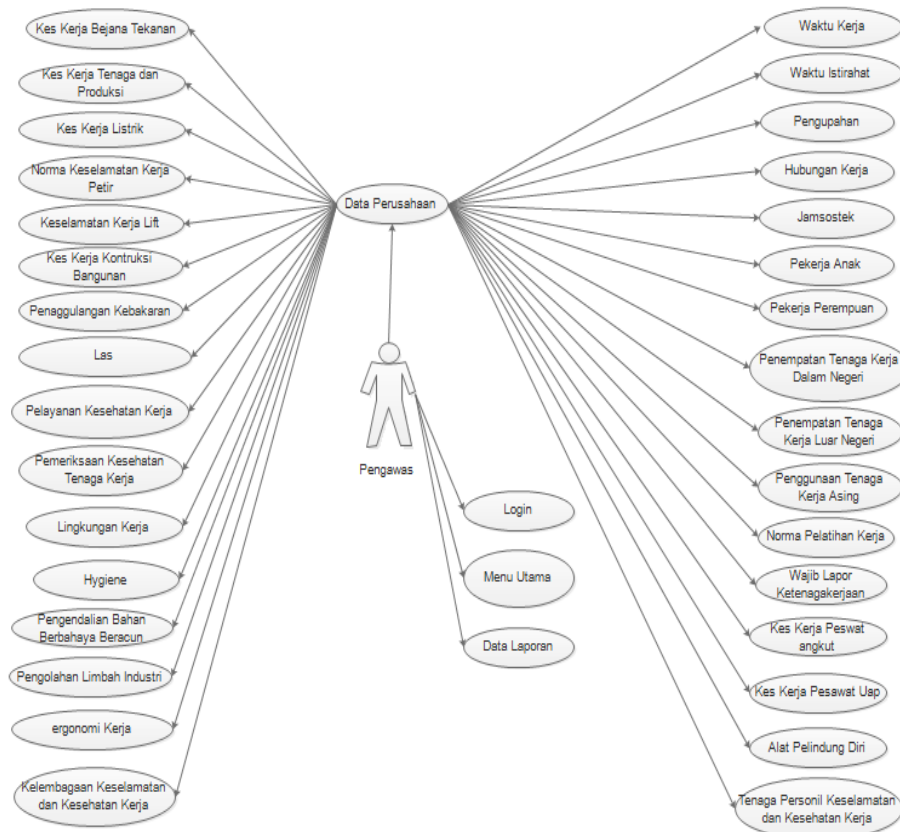 Kes Kerja Bejana Tekanan
Kes Kerja Tenaga dan
Produksi
Kes Kerja Listrik
Norma Keselamatan Kerja
Petir
Keselamatan Kerja Lift
Kes Kerja Kontruksi
Bangunan
Penaggulangan Kebakaran
Las
Pelayanan Kesehatan Kerja
Pemeriksaan Kesehatan
Tenaga Kerja
Lingkungan Kerja
Hygiene
Pengendalian Bahan
Berbahaya Beracun
Pengolahan Limbah Industri
ergonomi Kerja
Kelembagaan Keselamatan
dan Kesehatan Kerja
Data Perusahaan
Pengawas
Login
Menu Utama
Data Laporan
Waktu Kerja
Waktu Istirahat
Pengupahan
Hubungan Kerja
Jamsostek
Pekerja Anak
Pekerja Perempuan
Penempatan Tenaga Kerja
Dalam Negeri
Penempatan Tenaga
Kerja Luar Negeri
Penggunaan Tenaga
Kerja Asing
Norma Pelatihan Kerja
Wajib Lapor
Ketenagakerjaan
Kes Kerja Peswat
angkut
Kes Kerja Pesawat Uap
Alat Pelindung Diri
Tenaga Personil Keselamatan
dan Kesehatan Kerja